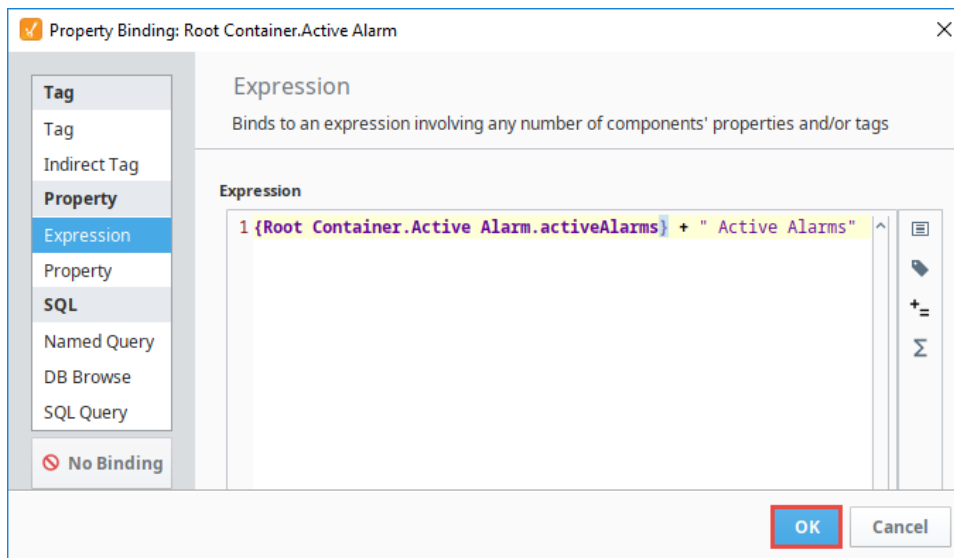 Property Binding: Root Container.Active Alarm
Tag
Tag
Indirect Tag
Property
Expression
Property
SQL
Named Query
DB Browse
SQL Query
No Binding
Expression
Binds to an expression involving any number of components' properties and/or tags
Expression
1 {Root Container.Active Alarm.activeAlarms} + " Active Alarms"
OK
Cancel